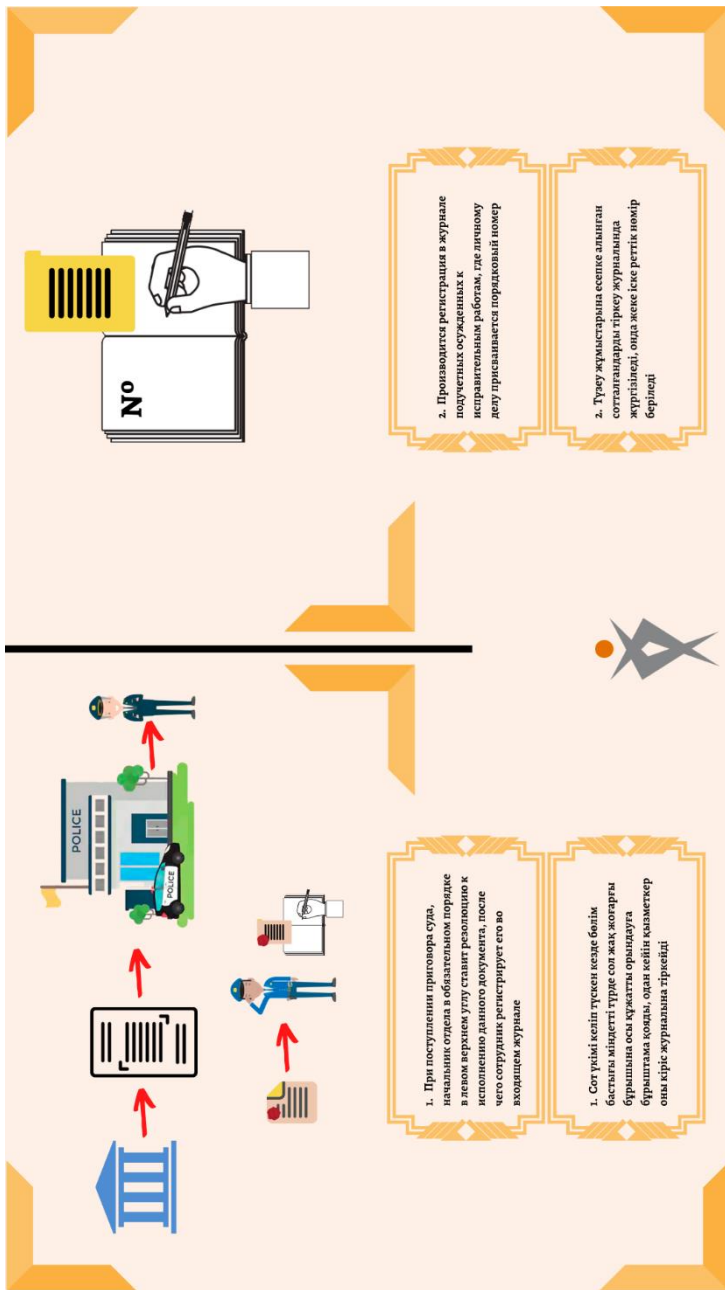 POLICE
POLICE
1. При поступлении приговора суда,
начальник отдела в обязательном порядке
в левом верхнем углу ставит резолюцию к
исполнению данного документа, после
чего сотрудник регистрирует его во
входящем журнале
1. Сот үкімі келіп түскен кезде бөлім
бастығы міндетті түрде сол жақ жоғарғы
бұрышына осы құжатты орындауға
бұрыштама қояды, одан кейін қызметкер
оны кіріс журналына тіркейді
Nº
2. Производится регистрация в журнале
подучетных осужденных к
исправительным работам, где личному
делу присваивается порядковый номер
2. Түзеу жұмыстарына есепке алынған
сотталғандарды тіркеу журналында
жүргізіледі, онда жеке іске реттік нөмір
беріледі